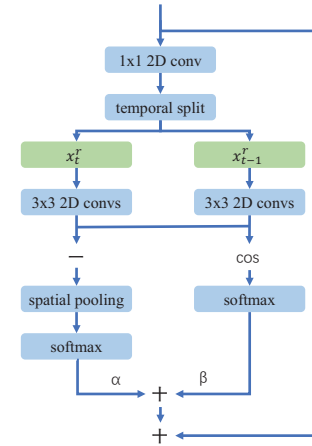 1x1 2D conv
temporal split
x_t^r x_{t-1}^r
3x3 2D convs 3x3 2D convs
− cos
spatial pooling softmax
softmax
α β
+
+